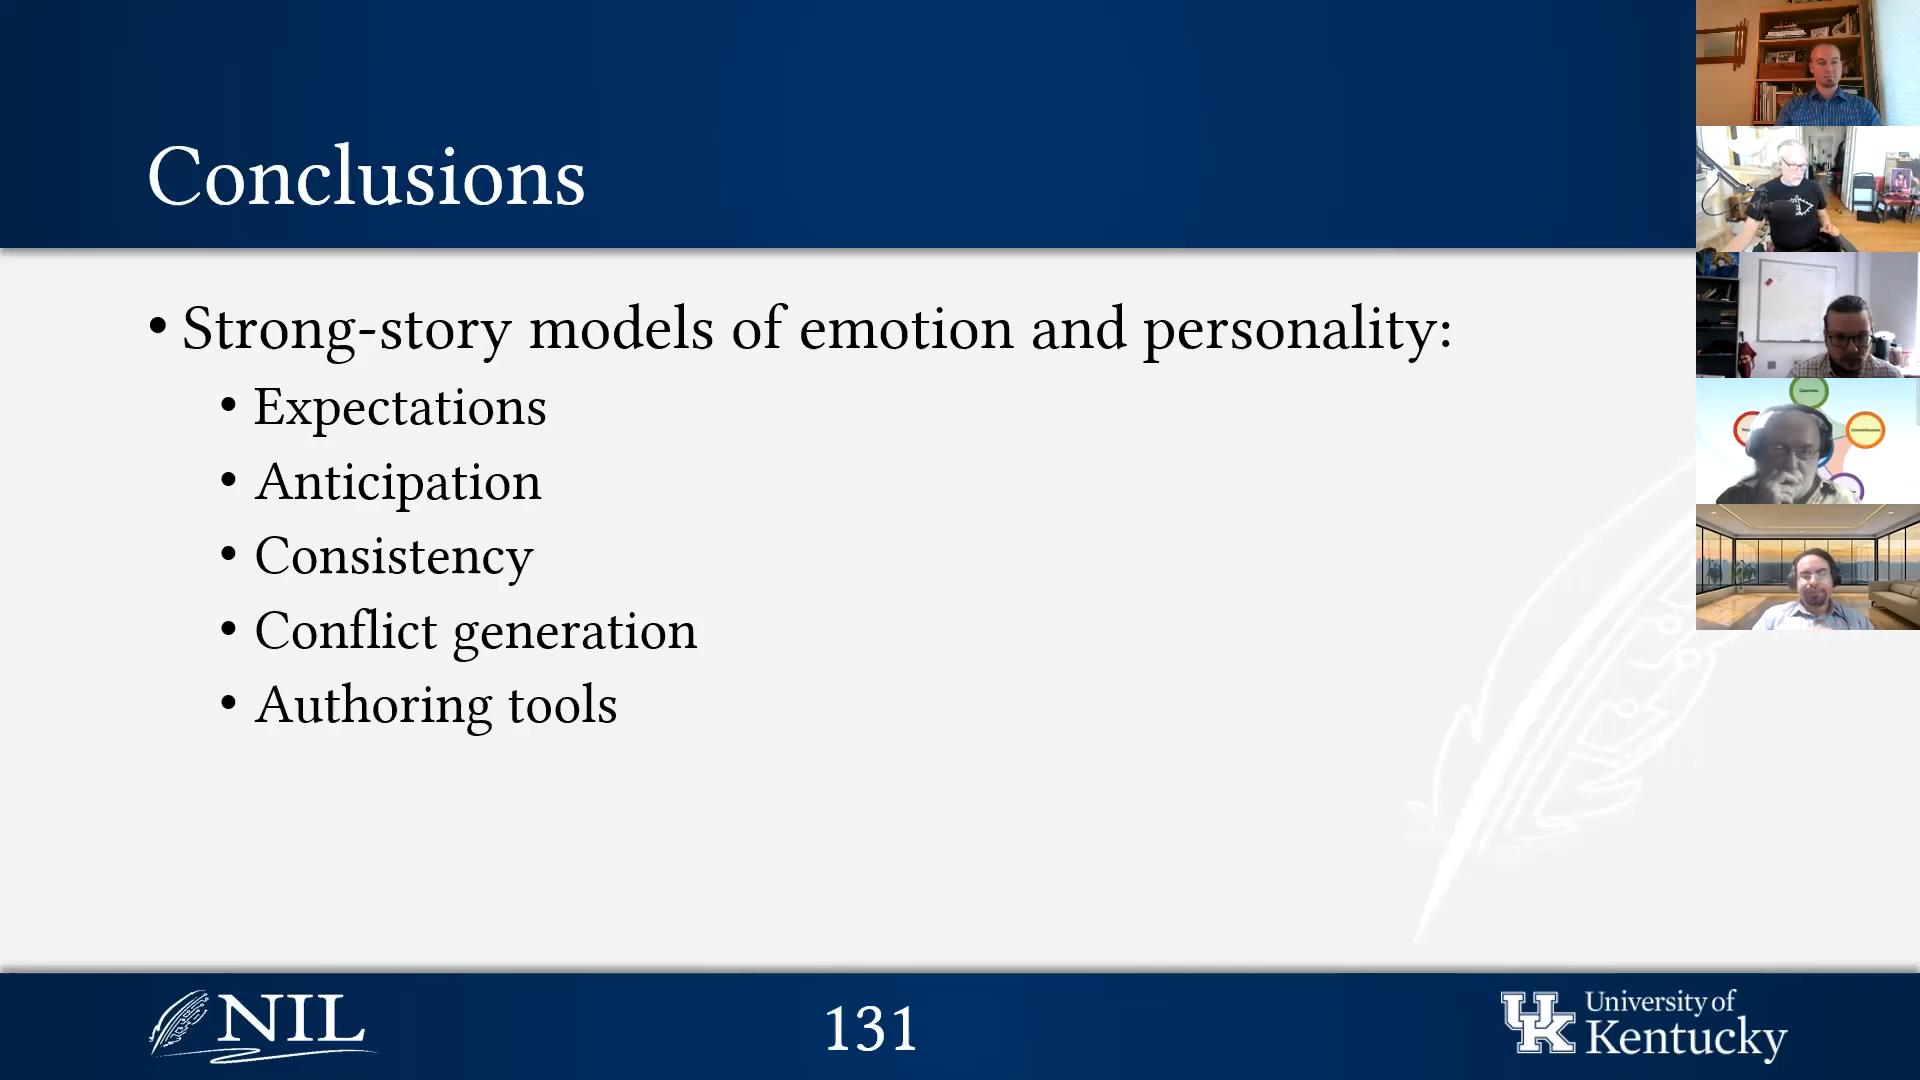 Conclusions
• Strong-story models of emotion and personality:
• Expectations
• Anticipation
• Consistency
• Conflict generation
• Authoring tools
NIL
131
UK
University of
Kentucky